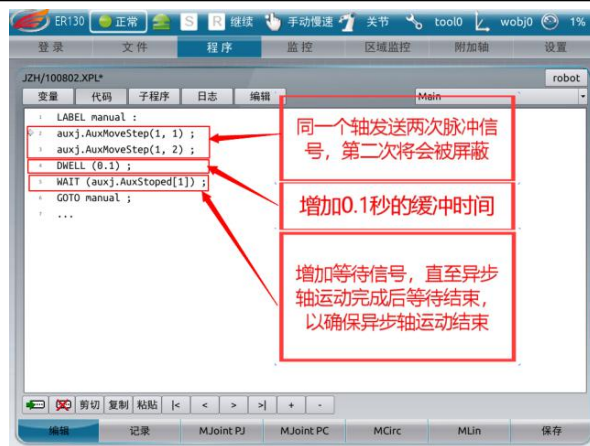 ER130 正常 S R 继续 手动慢速 关节 tool0 wobj0 1%
登录 文件 程序 监控 区域监控 附加轴 设置
JZH/100802.XPL* robot
变量 代码 子程序 日志 编辑 Main
1 LABEL manual :
2 auxj.AuxMoveStep(1, 1) ;
3 auxj.AuxMoveStep(1, 2) ;
4 DWELL (0.1) ;
5 WAIT (auxj.AuxStoped[1]) ;
6 GOTO manual ;
7 ...
同一个轴发送两次脉冲信
号，第二次将会被屏蔽
增加0.1秒的缓冲时间
增加等待信号，直至异步
轴运动完成后等待结束，
以确保异步轴运动结束
剪切 复制 粘贴 |< < > >| + -
编辑 记录 MJoint PJ MJoint PC MCirc MLin 保存